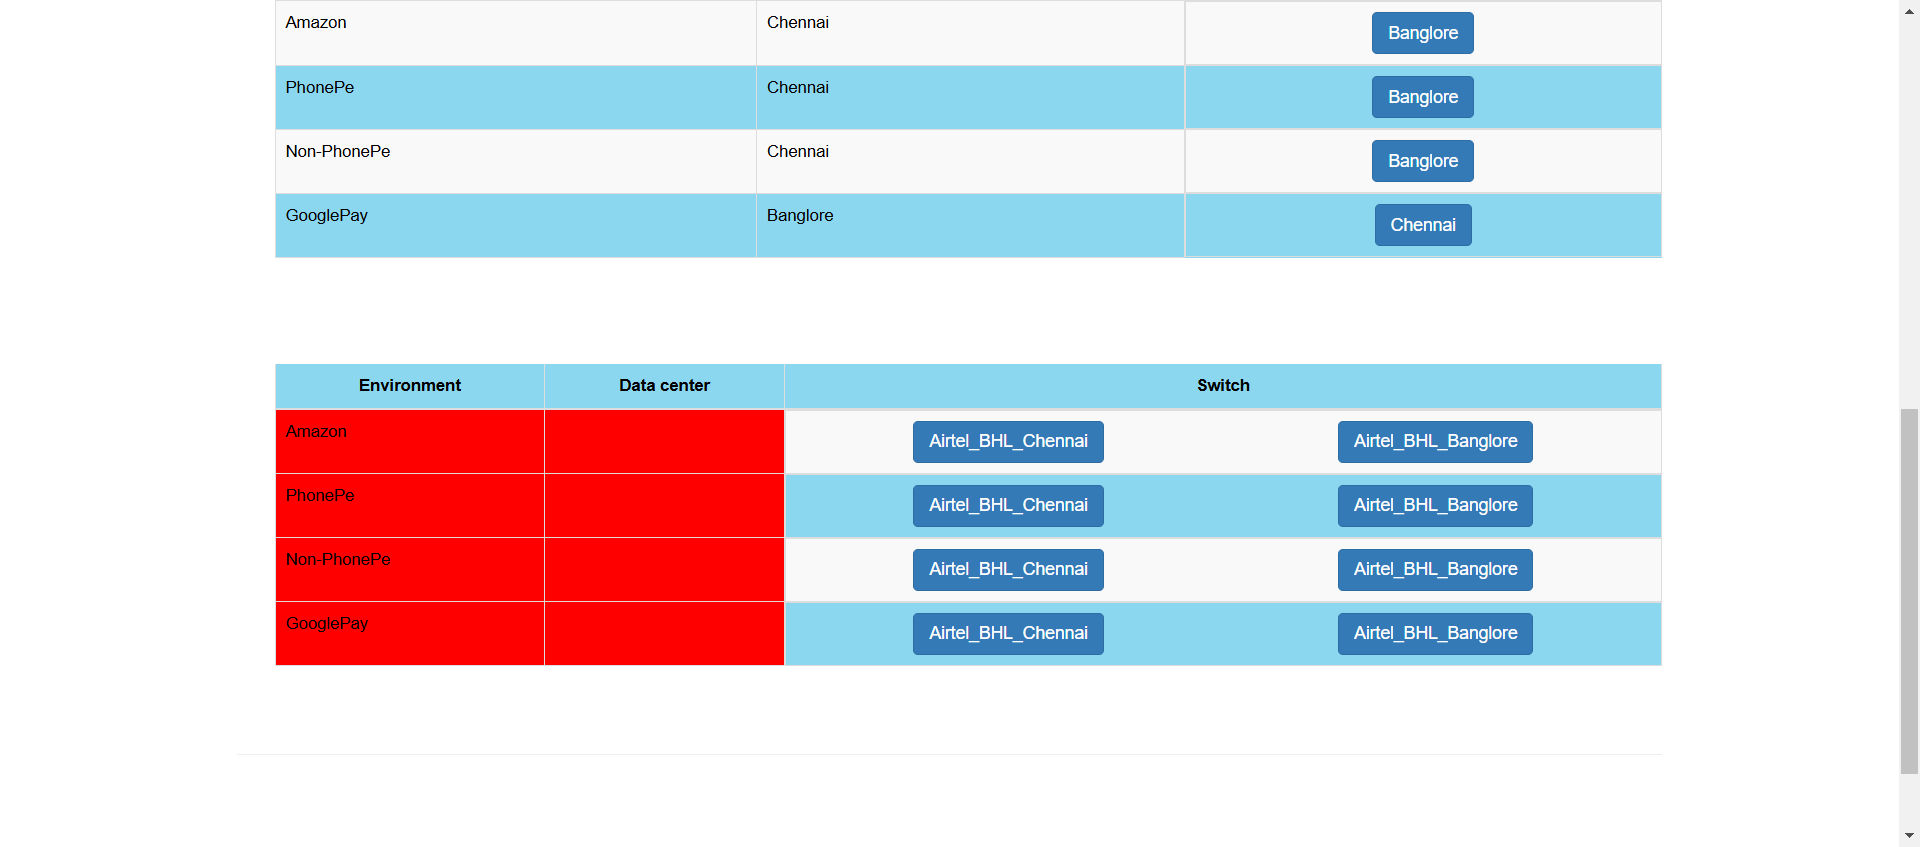 Amazon Chennai Banglore
PhonePe Chennai Banglore
Non-PhonePe Chennai Banglore
GooglePay Banglore Chennai
Environment Data center Switch
Amazon Airtel_BHL_Chennai Airtel_BHL_Banglore
PhonePe Airtel_BHL_Chennai Airtel_BHL_Banglore
Non-PhonePe Airtel_BHL_Chennai Airtel_BHL_Banglore
GooglePay Airtel_BHL_Chennai Airtel_BHL_Banglore